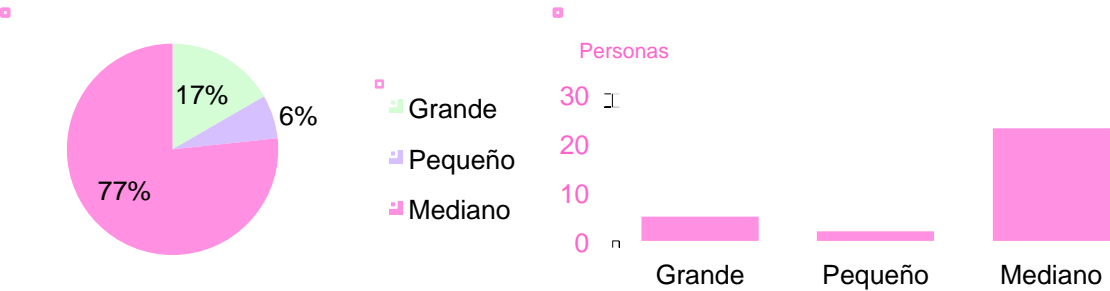 17%
6%
77%
Grande
Pequeño
Mediano
Personas
30
20
10
0
Grande Pequeño Mediano